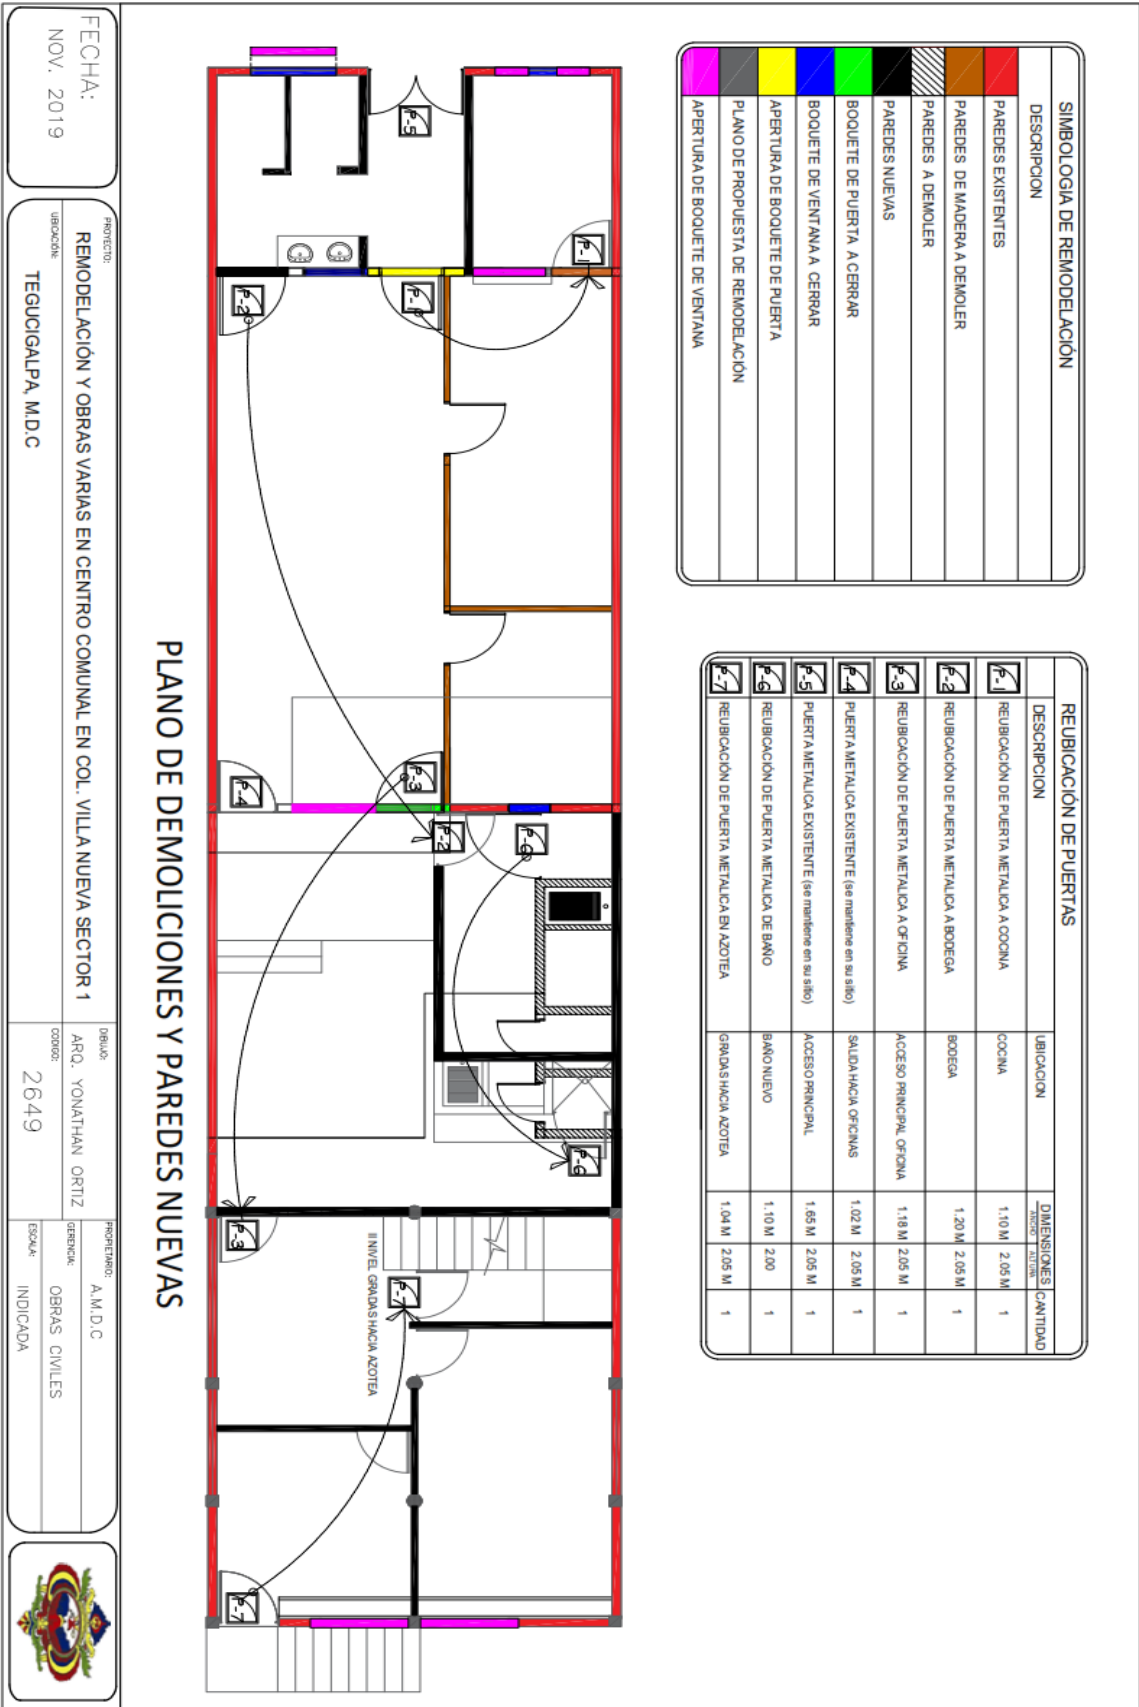 SIMBOLOGIA DE REMODELACIÓN
DESCRIPCION
PAREDES EXISTENTES
PAREDES DE MADERA A DEMOLER
PAREDES A DEMOLER
PAREDES NUEVAS
BOQUETE DE PUERTA A CERRAR
BOQUETE DE VENTANA A CERRAR
APERTURA DE BOQUETE DE PUERTA
PLANO DE PROPUESTA DE REMODELACIÓN
APERTURA DE BOQUETE DE VENTANA
REUBICACIÓN DE PUERTAS
DESCRIPCION UBICACION DIMENSIONES CANTIDAD
ANCHO ALTURA
P-1 REUBICACIÓN DE PUERTA METALICA A COCINA COCINA 1.10 M 2.05 M 1
P-2 REUBICACIÓN DE PUERTA METALICA A BODEGA BODEGA 1.20 M 2.05 M 1
P-3 REUBICACIÓN DE PUERTA METALICA A OFICINA ACCESO PRINCIPAL OFICINA 1.18 M 2.05 M 1
P-4 PUERTA METALICA EXISTENTE (se mantiene en su sitio) SALIDA HACIA OFICINAS 1.02 M 2.05 M 1
P-5 PUERTA METALICA EXISTENTE (se mantiene en su sitio) ACCESO PRINCIPAL 1.65 M 2.05 M 1
P-6 REUBICACIÓN DE PUERTA METALICA DE BAÑO BAÑO NUEVO 1.10 M 2.00 1
P-7 REUBICACIÓN DE PUERTA METALICA EN AZOTEA GRADAS HACIA AZOTEA 1.04 M 2.05 M 1
P-5
P-1
P-2
P-1
P-3
P-4
P-2
P-6
P-6
P-3
P-7
P-7
II NIVEL GRADAS HACIA AZOTEA
PLANO DE DEMOLICIONES Y PAREDES NUEVAS
FECHA:
NOV. 2019
PROYECTO:
REMODELACIÓN Y OBRAS VARIAS EN CENTRO COMUNAL EN COL. VILLA NUEVA SECTOR 1
UBICACIÓN:
TEGUCIGALPA, M.D.C
DIBUJO:
ARQ. YONATHAN ORTIZ
CODIGO:
2649
PROPIETARIO:
A.M.D.C
GERENCIA:
OBRAS CIVILES
ESCALA:
INDICADA